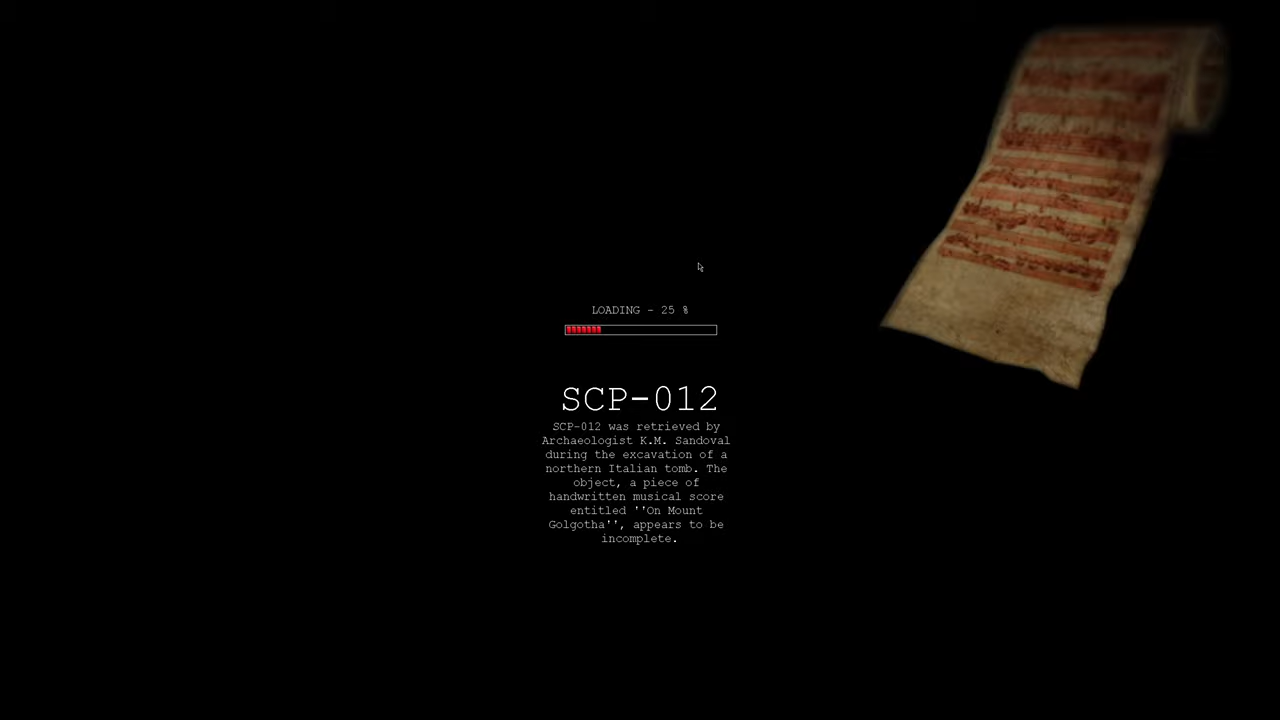 LOADING - 25 %
SCP-012
SCP-012 was retrieved by
Archaeologist K.M. Sandoval
during the excavation of a
northern Italian tomb. The
object, a piece of
handwritten musical score
entitled ''On Mount
Golgotha'', appears to be
incomplete.